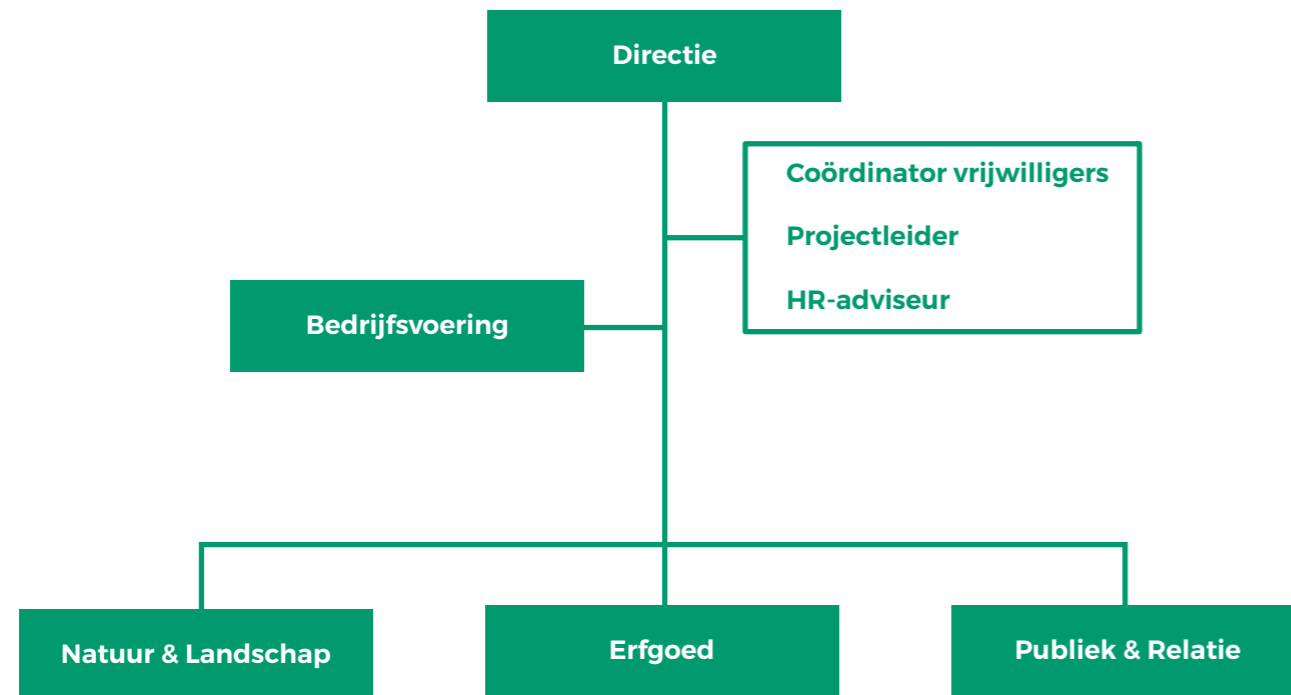 Directie
Coördinator vrijwilligers
Projectleider
HR-adviseur
Bedrijfsvoering
Natuur & Landschap
Erfgoed
Publiek & Relatie